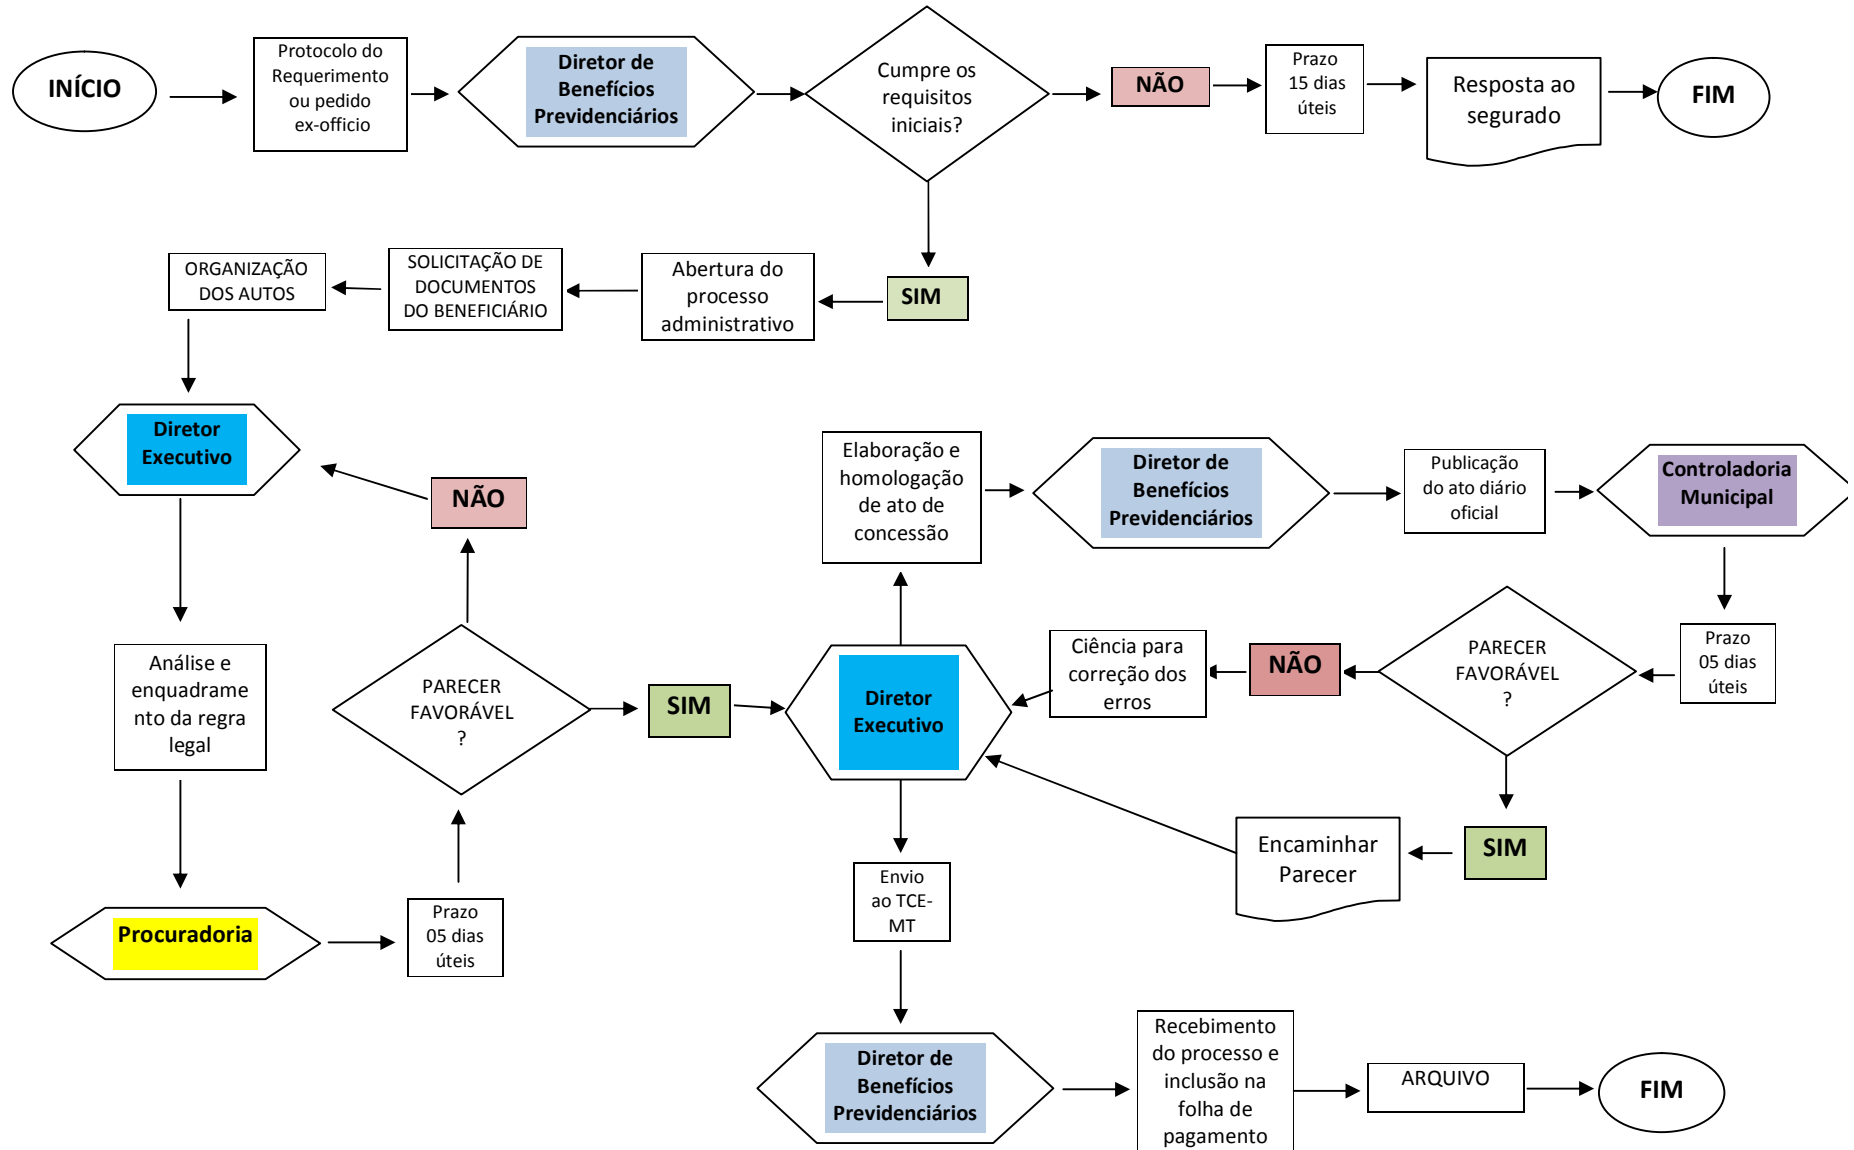 INÍCIO
Protocolo do
Requerimento
ou pedido
ex-officio
Diretor de
Benefícios
Previdenciários
Cumpre os
requisitos
iniciais?
NÃO
Prazo
15 dias
úteis
Resposta ao
segurado
FIM
SIM
Abertura do
processo
administrativo
SOLICITAÇÃO DE
DOCUMENTOS
DO BENEFICIÁRIO
ORGANIZAÇÃO
DOS AUTOS
Diretor
Executivo
Análise e
enquadrame
nto da regra
legal
Procuradoria
Prazo
05 dias
úteis
PARECER
FAVORÁVEL
?
NÃO
SIM
Diretor
Executivo
Elaboração e
homologação
de ato de
concessão
Diretor de
Benefícios
Previdenciários
Publicação
do ato diário
oficial
Controladoria
Municipal
Prazo
05 dias
úteis
PARECER
FAVORÁVEL
?
NÃO
Ciência para
correção dos
erros
SIM
Encaminhar
Parecer
Envio
ao TCE-
MT
Diretor de
Benefícios
Previdenciários
Recebimento
do processo e
inclusão na
folha de
pagamento
ARQUIVO
FIM